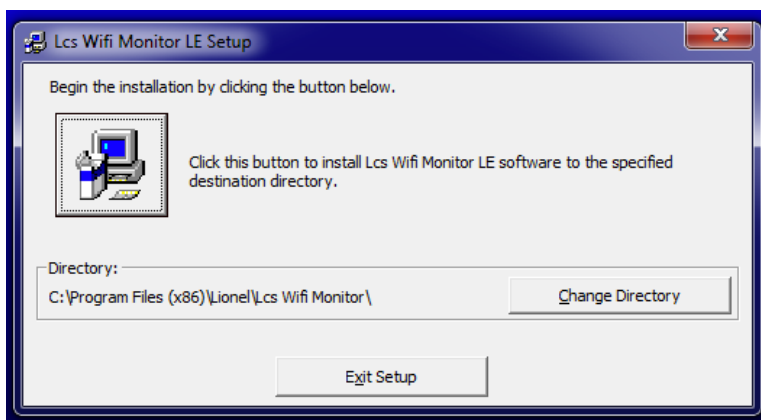 Lcs Wifi Monitor LE Setup
Begin the installation by clicking the button below.
Click this button to install Lcs Wifi Monitor LE software to the specified
destination directory.
Directory:
C:\Program Files (x86)\Lionel\Lcs Wifi Monitor\
Change Directory
Exit Setup